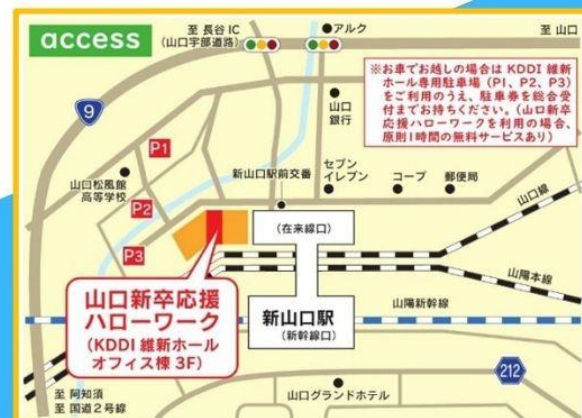 access
至 長谷IC
(山口宇部道路)
アルク
至 山口
※お車でお越しの場合は KDDI 維新
ホール専用駐車場 (P1、P2、P3)
をご利用のうえ、駐車券を総合受
付までお持ちください。(山口新卒
応援ハローワークを利用の場合、
原則1時間の無料サービスあり)
9
山口
銀行
P1
新山口駅前交番
セブン
イレブン
コープ
郵便局
山口松風館
高等学校
P2
山口線
(在来線口)
P3
山陽本線
山口新卒応援
ハローワーク
(KDDI 維新ホール
オフィス棟 3F)
山陽新幹線
新山口駅
(新幹線口)
212
至 阿知須
至 国道2号線
山口グランドホテル